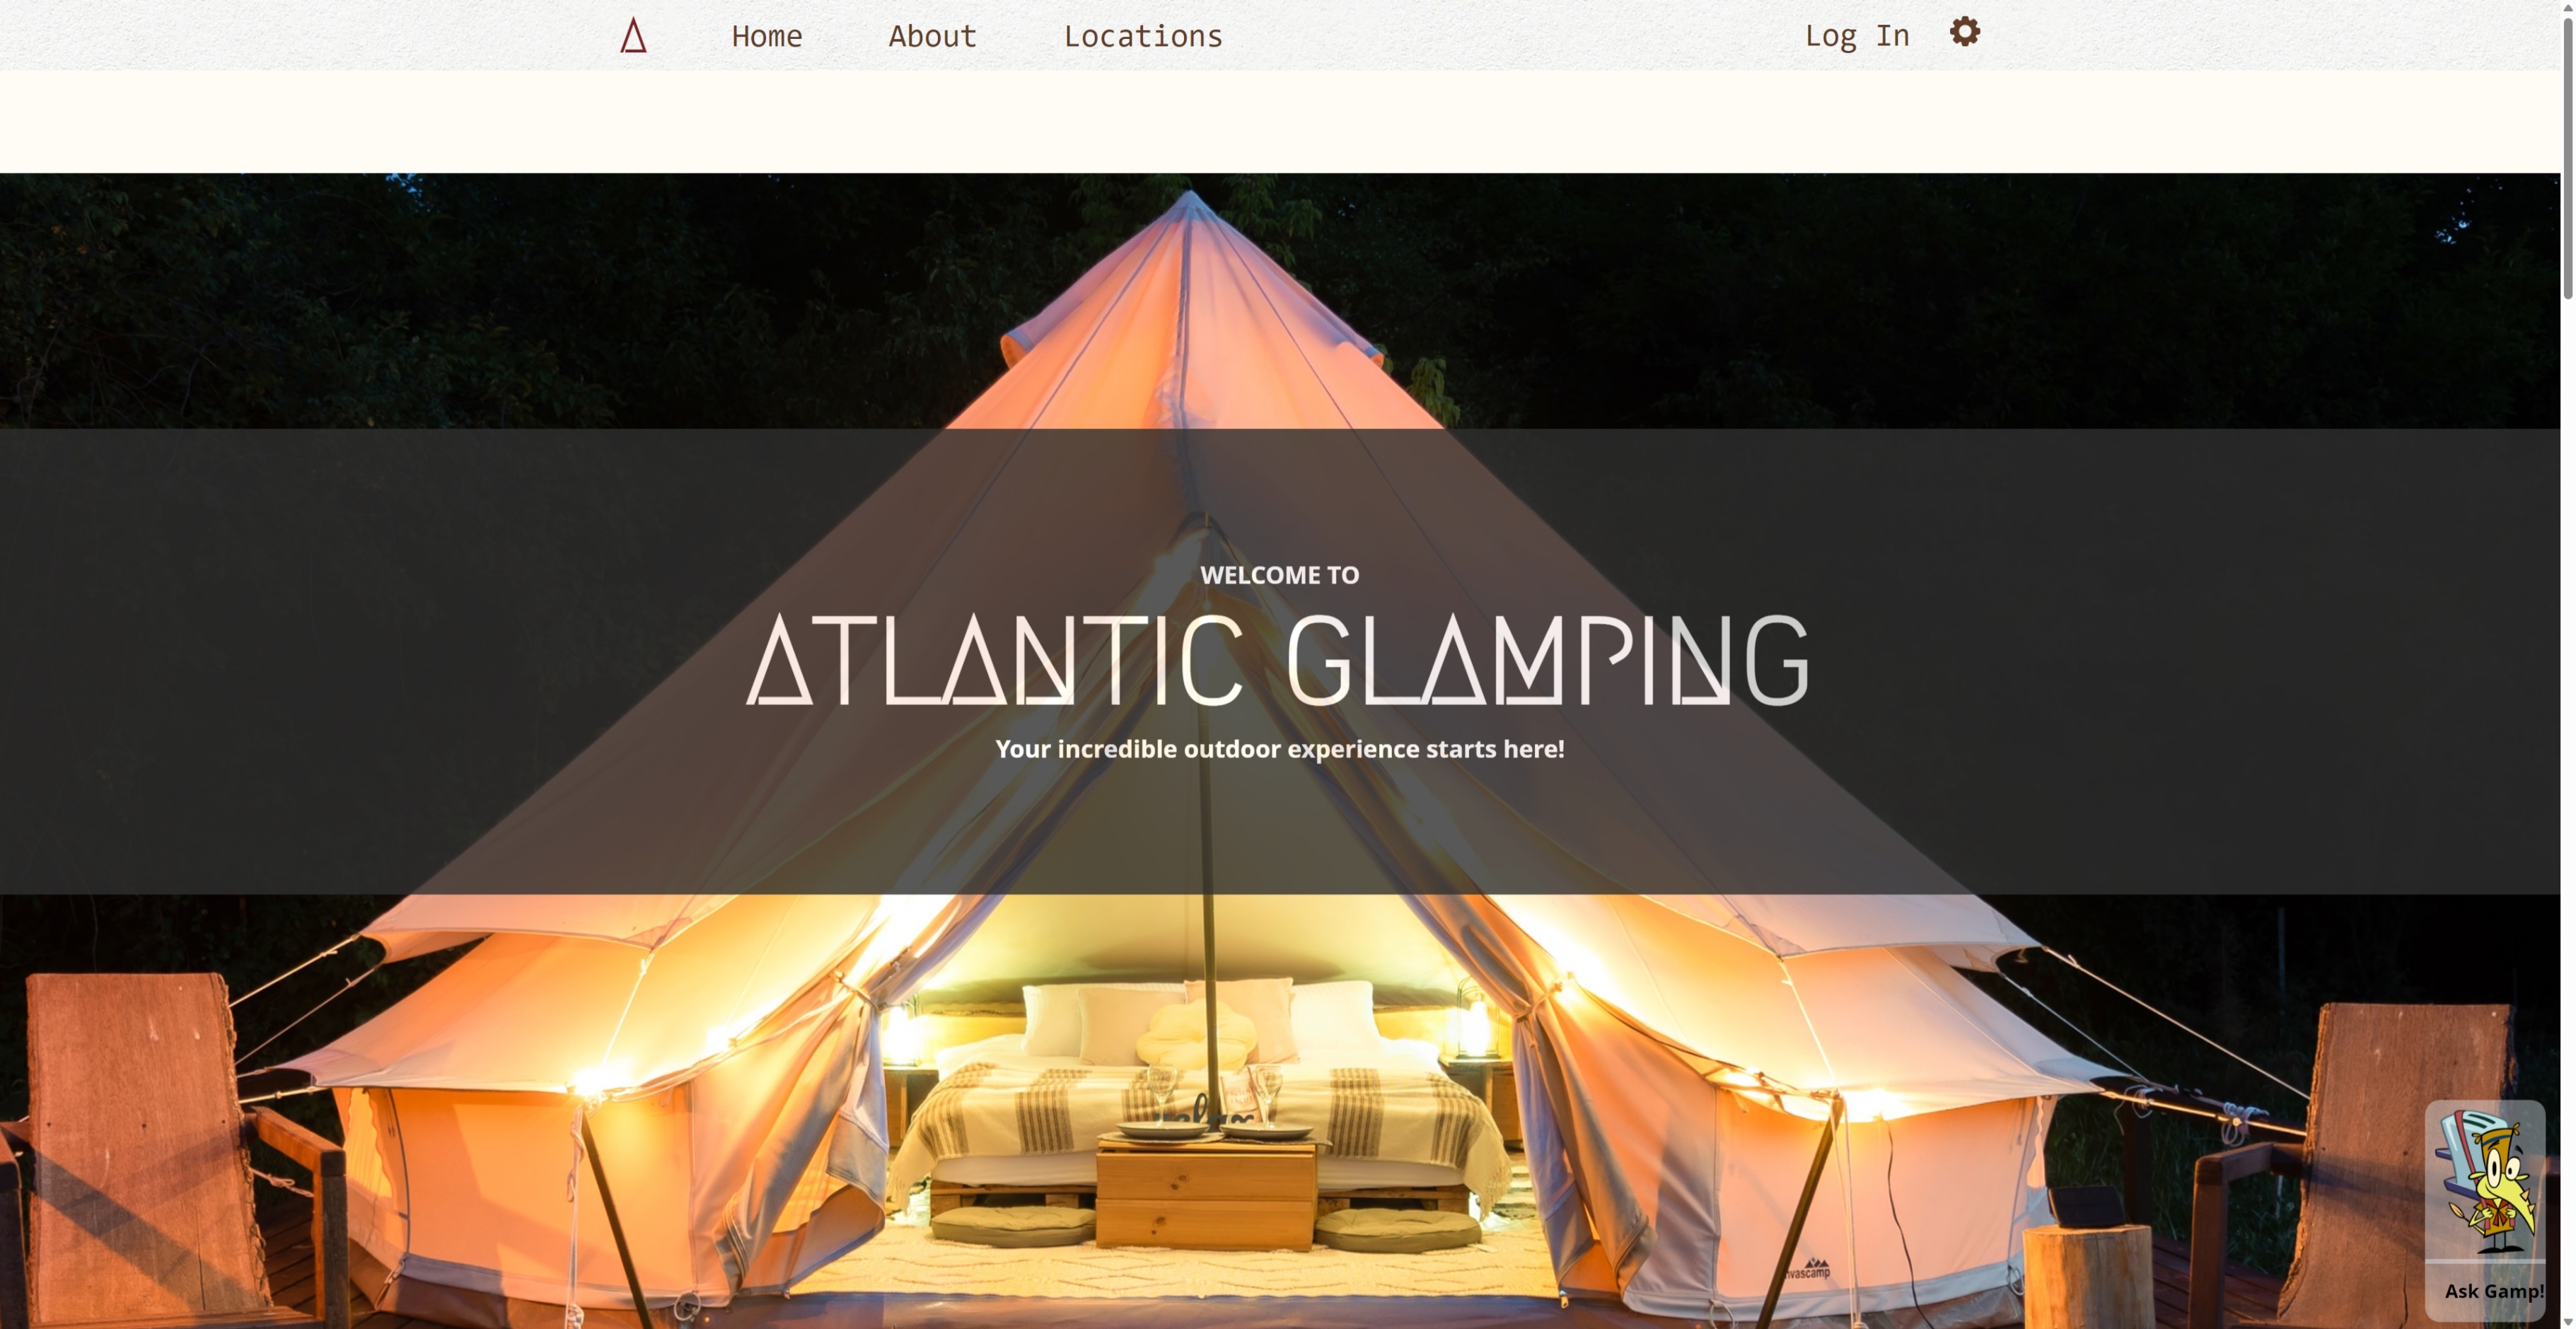 Home
About
Locations
Log In
WELCOME TO
ATLANTIC GLAMPING
Your incredible outdoor experience starts here!
Ask Gamp!